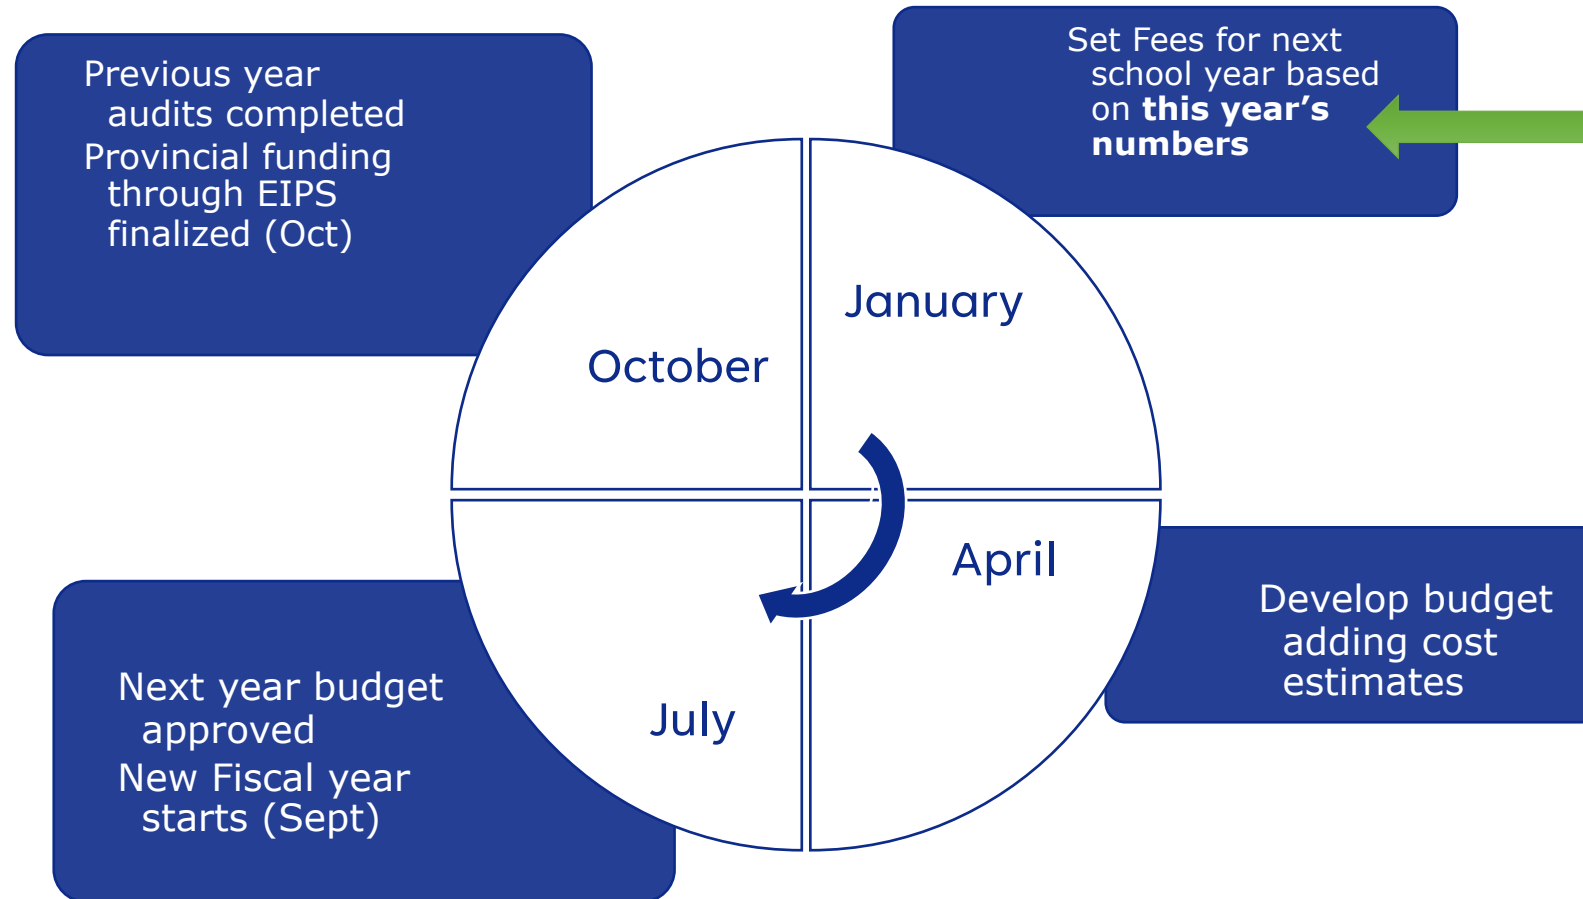 Previous year
audits completed
Provincial funding
through EIPS
finalized (Oct)
Set Fees for next
school year based
on this year’s
numbers
January
October
April
July
Develop budget
adding cost
estimates
Next year budget
approved
New Fiscal year
starts (Sept)